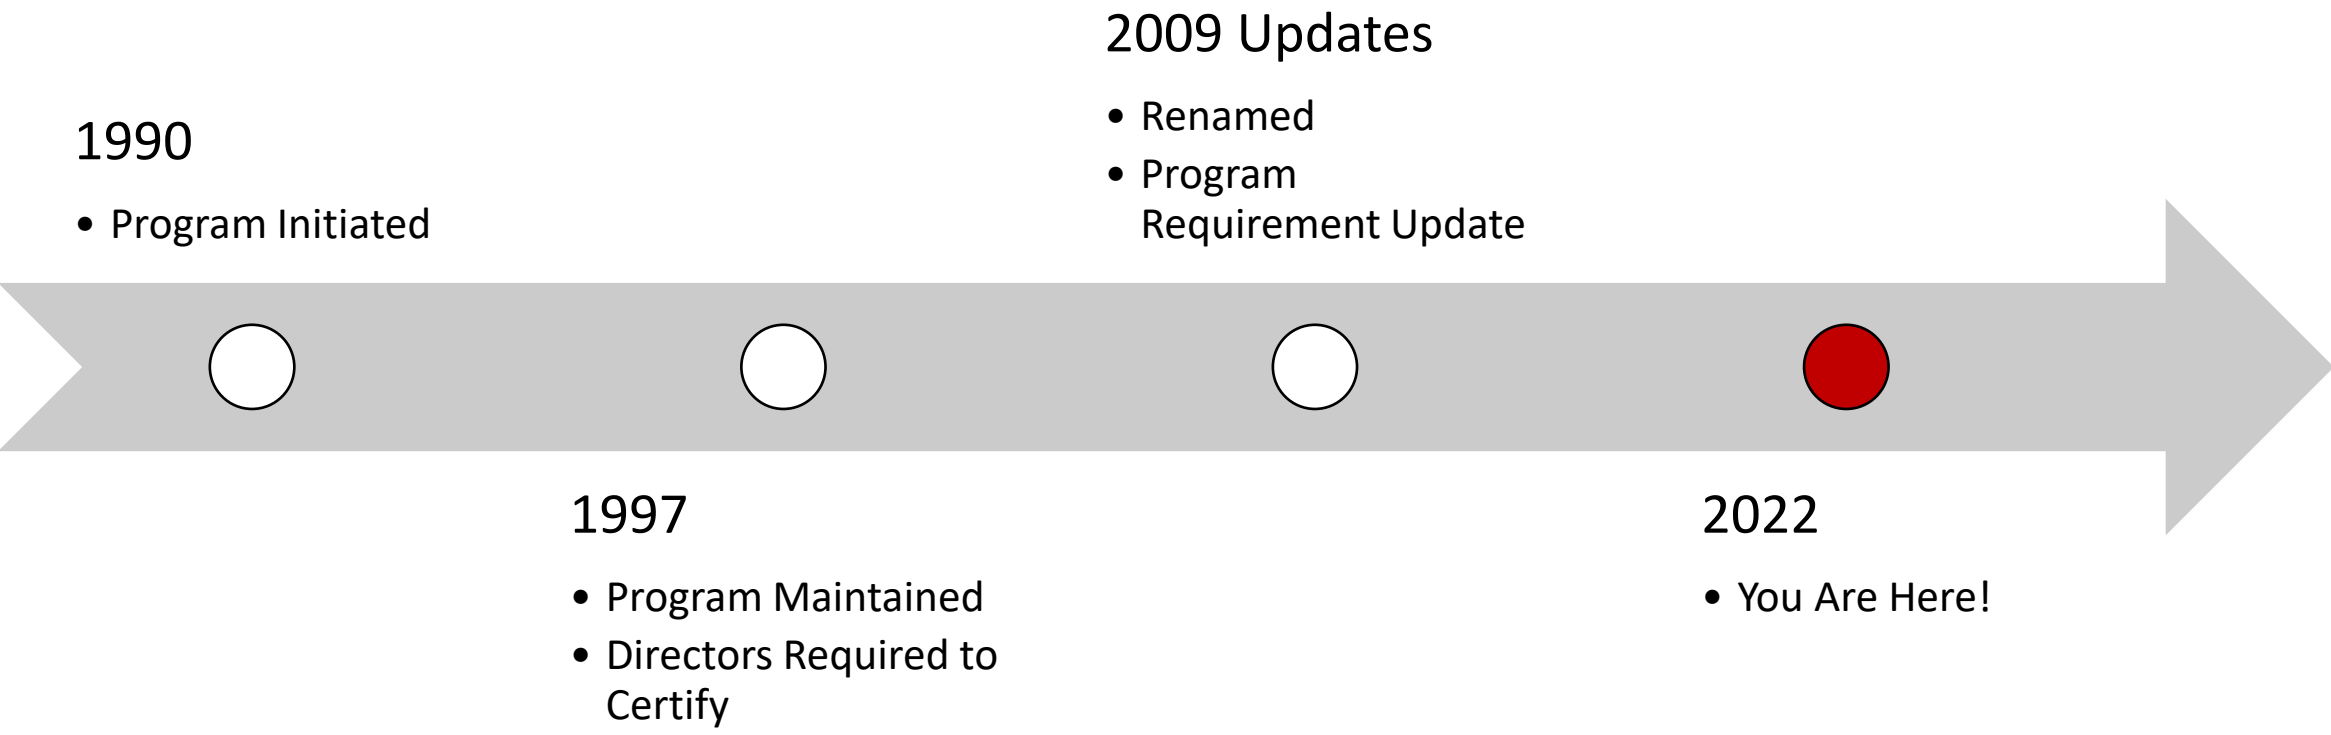 1990
• Program Initiated
1997
• Program Maintained
• Directors Required to
Certify
2009 Updates
• Renamed
• Program
Requirement Update
2022
• You Are Here!